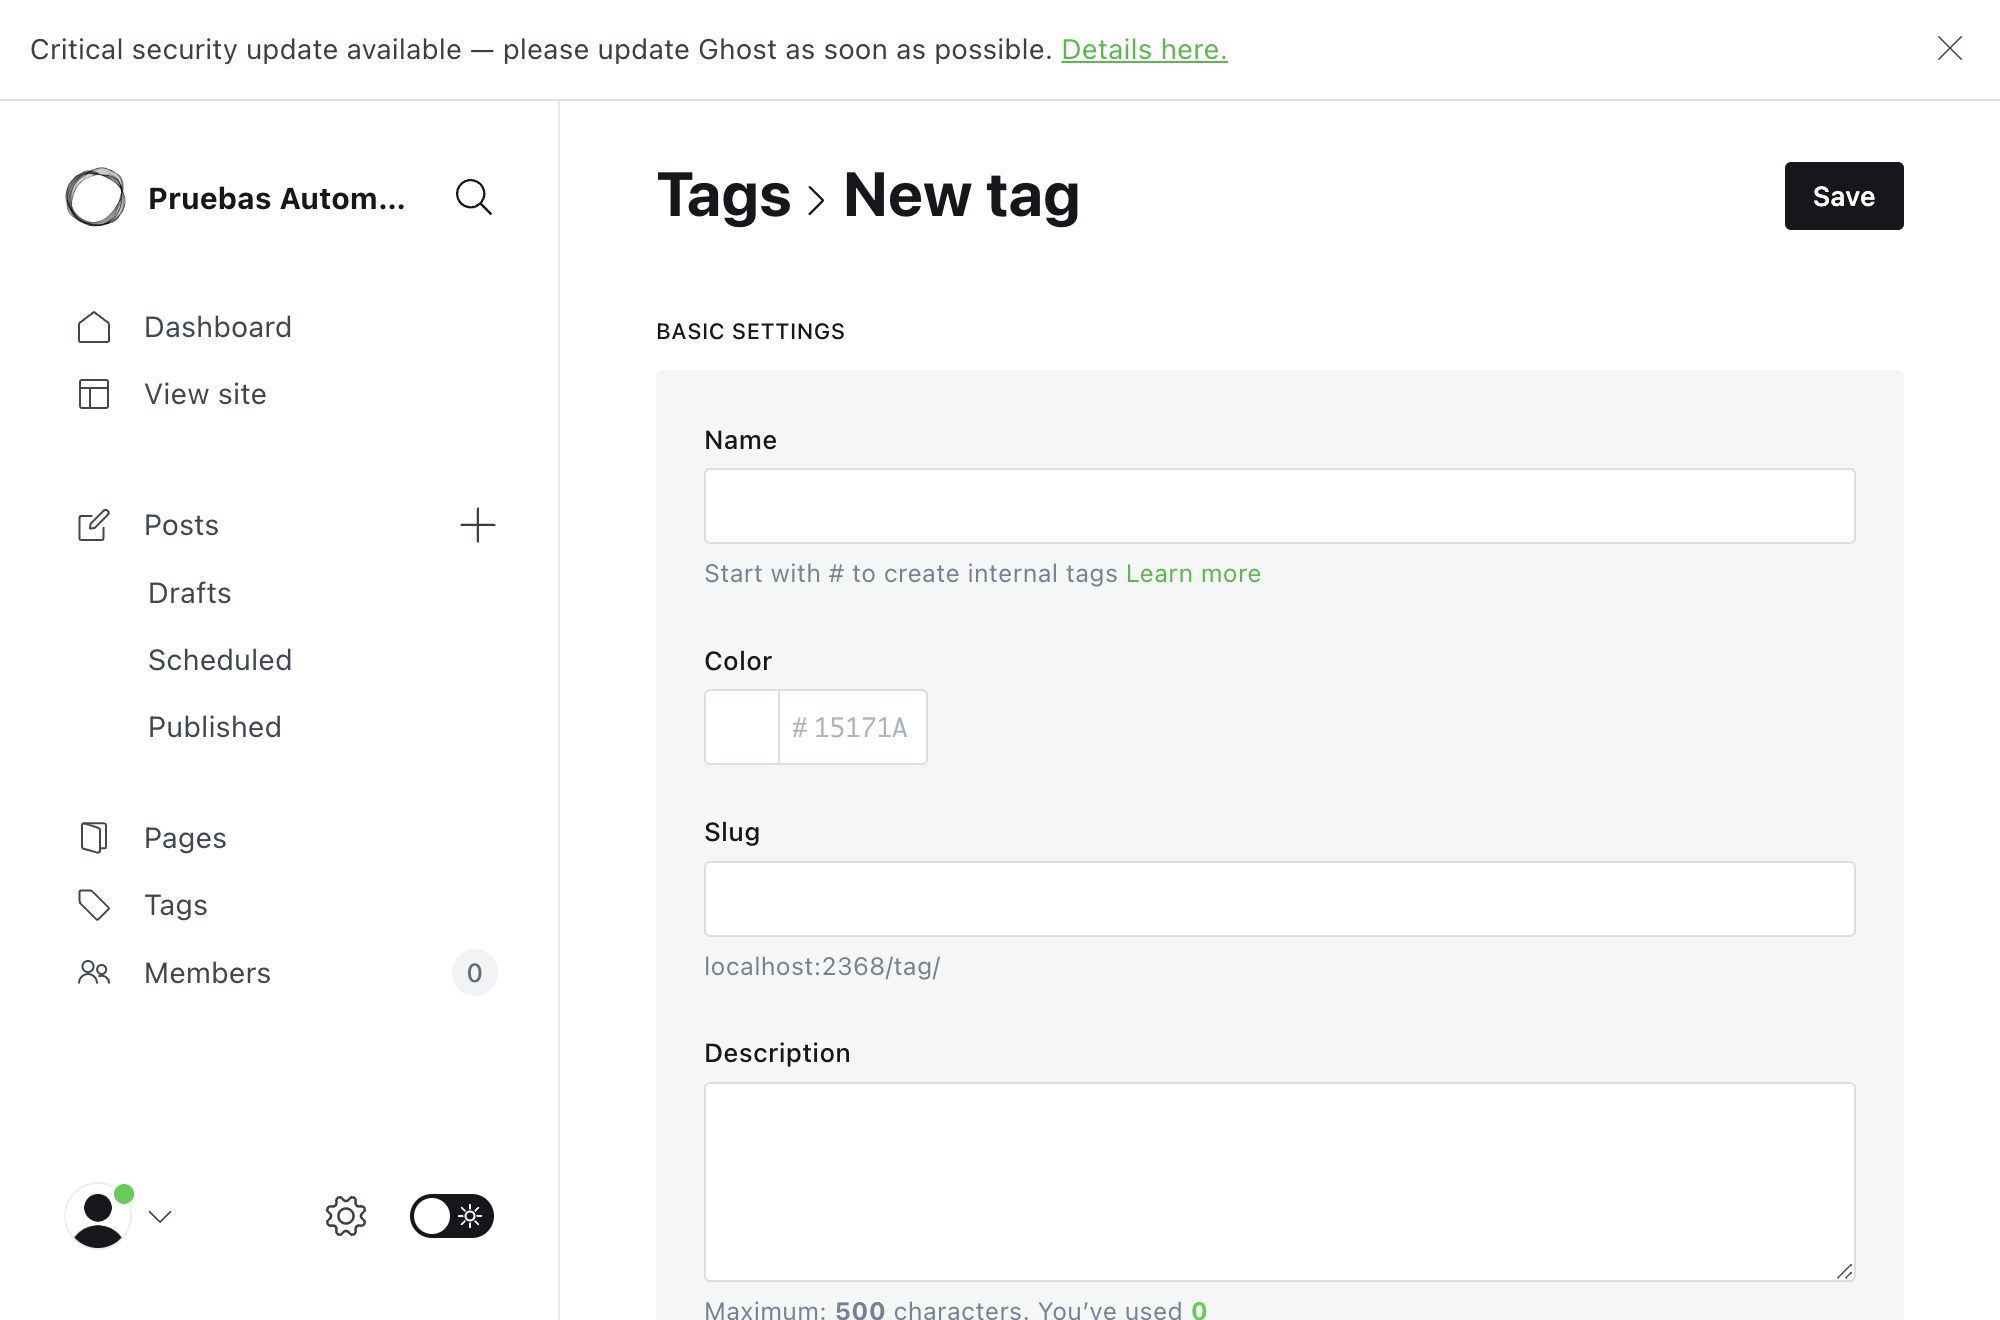 Critical security update available — please update Ghost as soon as possible. Details here.
Pruebas Autom...
Dashboard
View site
Posts
Drafts
Scheduled
Published
Pages
Tags
Members
0
Tags › New tag
Save
BASIC SETTINGS
Name
Start with # to create internal tags Learn more
Color
# 15171A
Slug
localhost:2368/tag/
Description
Maximum: 500 characters. You’ve used 0